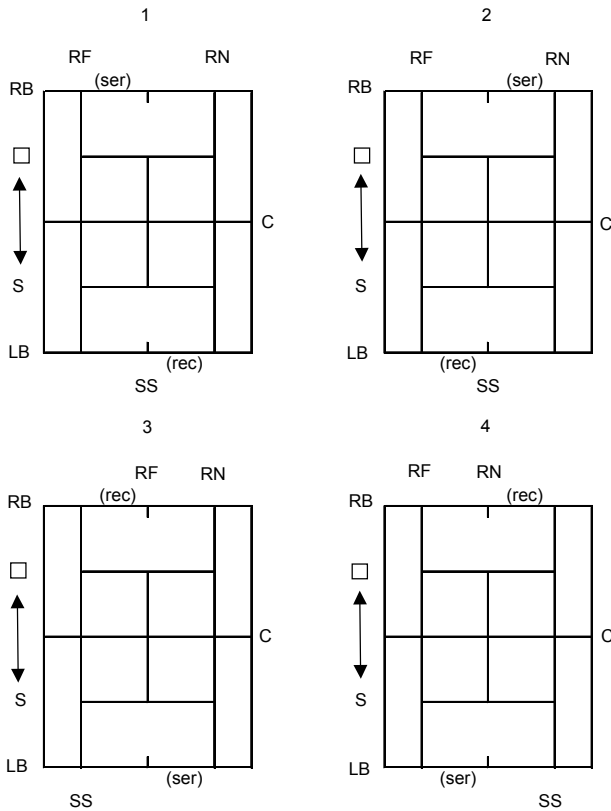 1 2
RF RN RF RN
(ser) (ser)
RB RB
C C
S S
LB LB
(rec) (rec)
SS SS
3 4
RF RN RF RN
(rec) (rec)
RB RB
C C
S S
LB LB
(ser) (ser)
SS SS